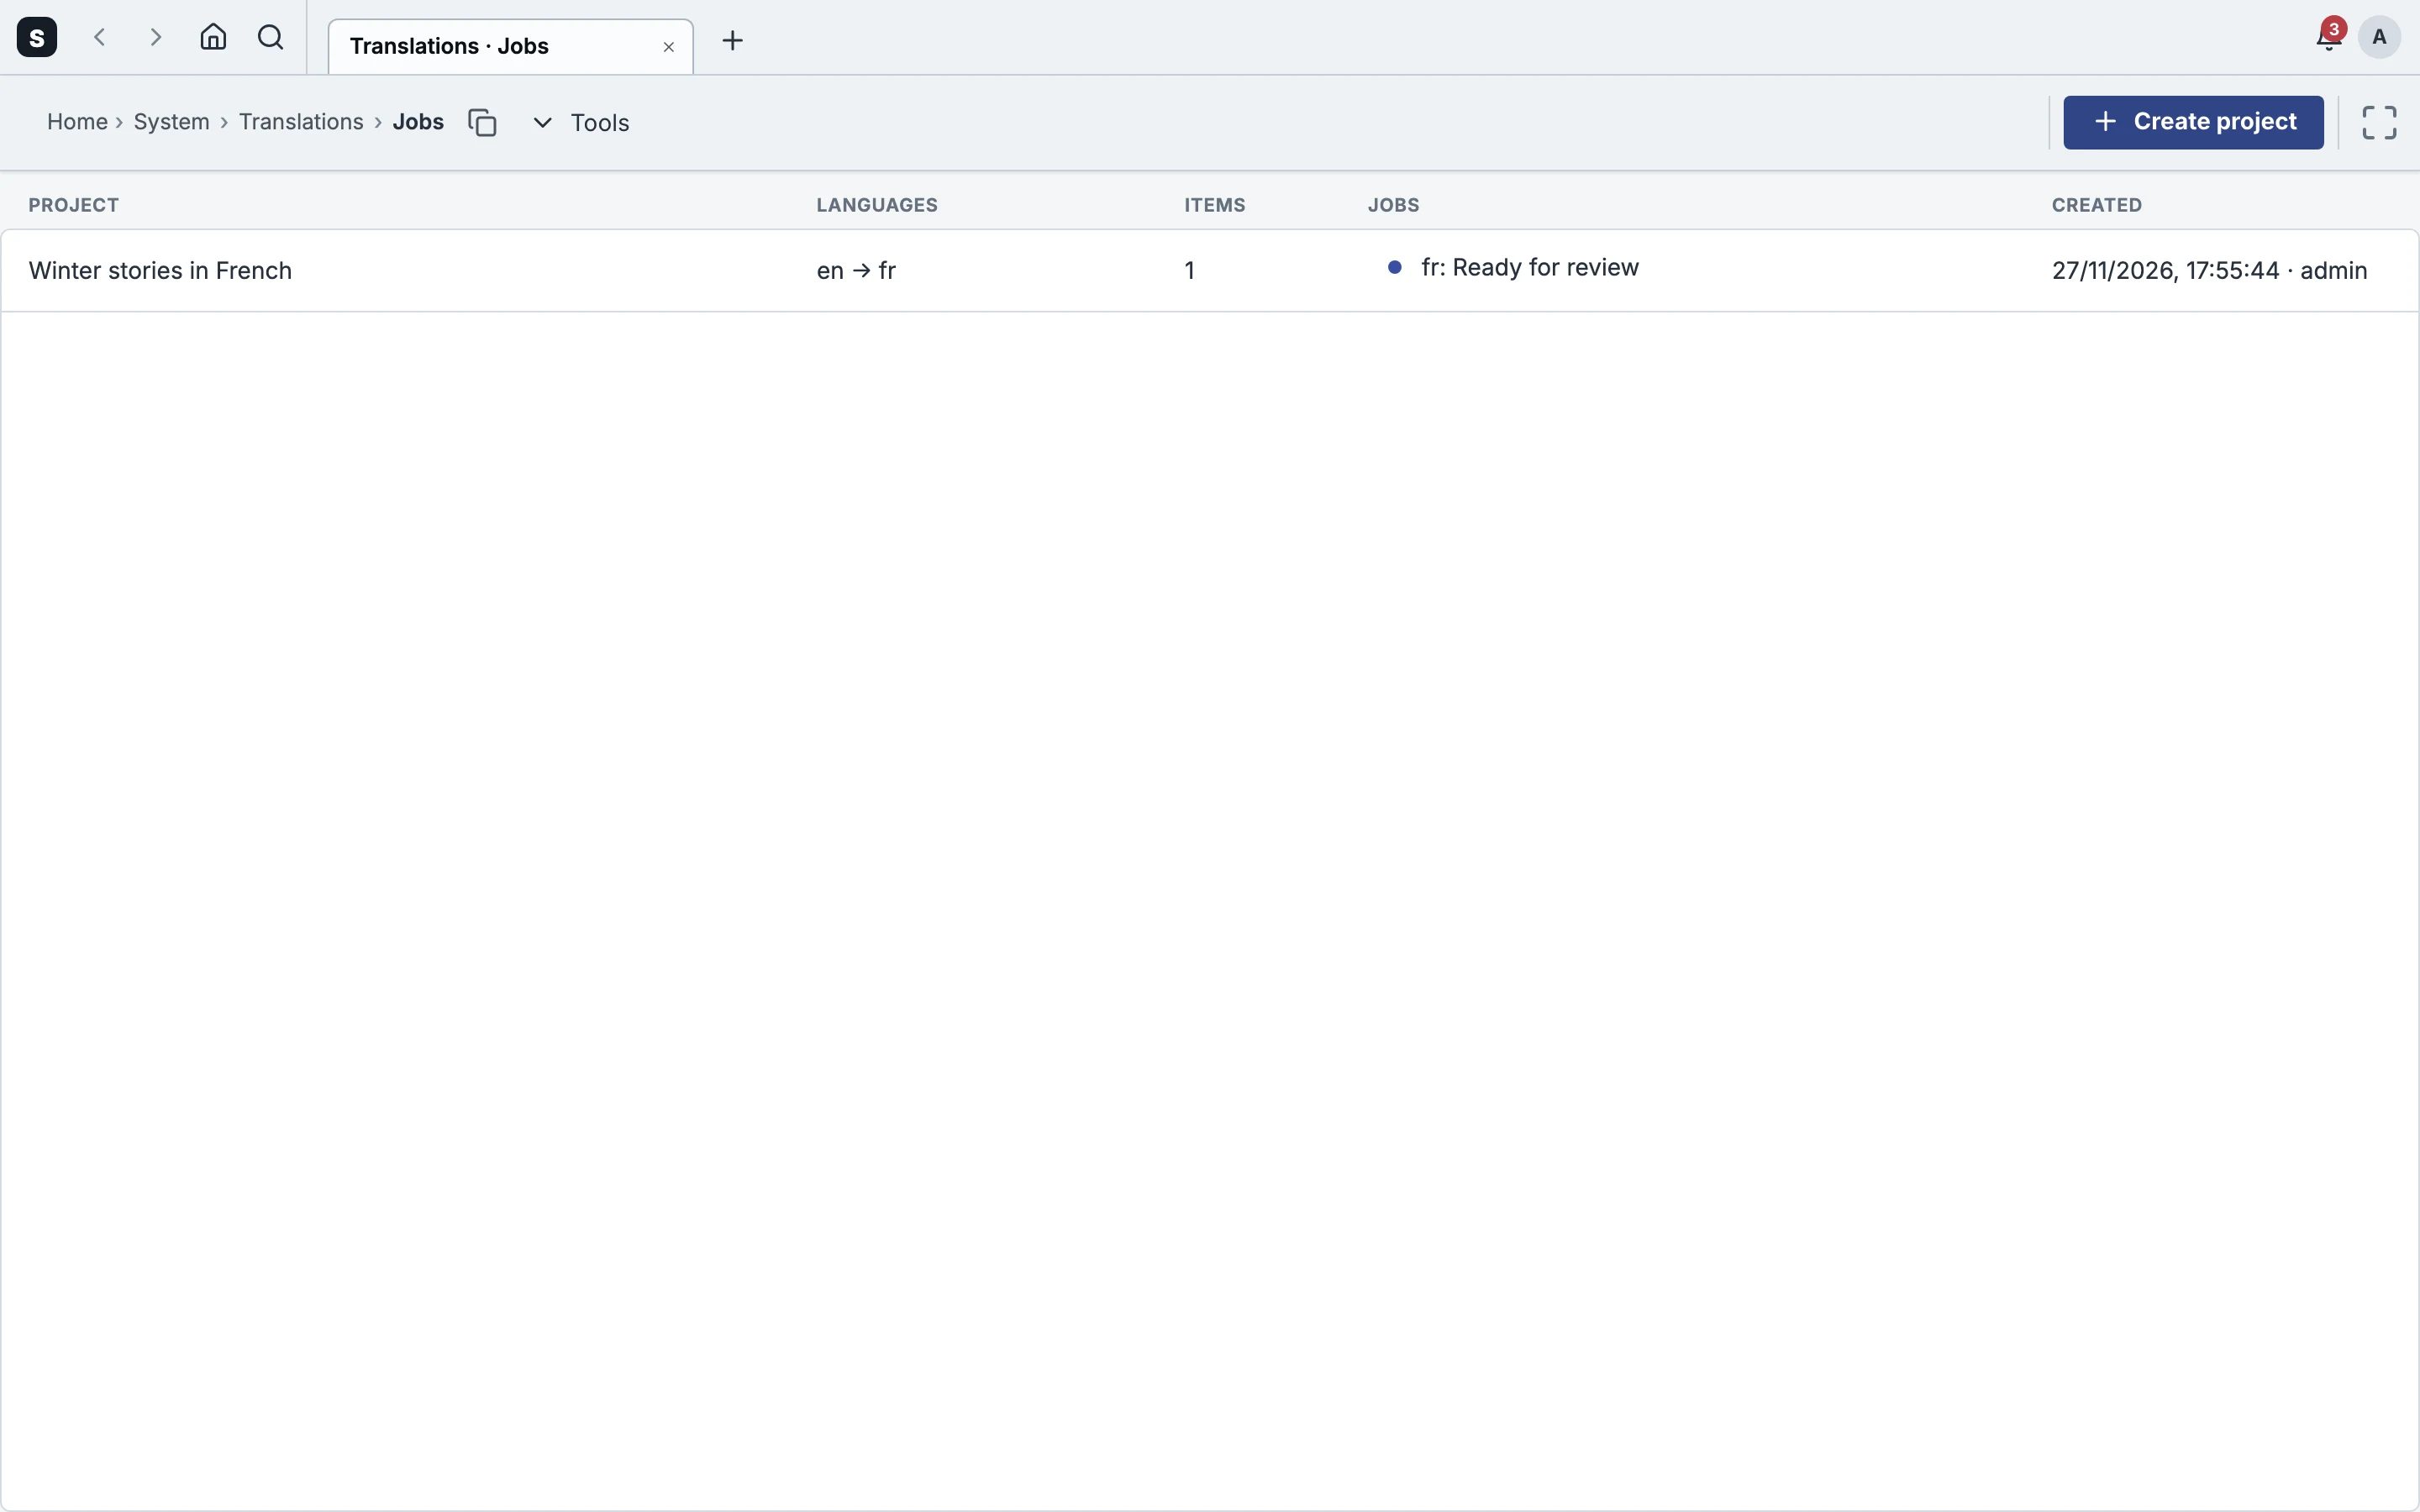 S
Translations · Jobs
3
A
Home › System › Translations › Jobs
Tools
Create project
PROJECT LANGUAGES ITEMS JOBS CREATED
Winter stories in French en → fr 1 fr: Ready for review 27/11/2026, 17:55:44 · admin